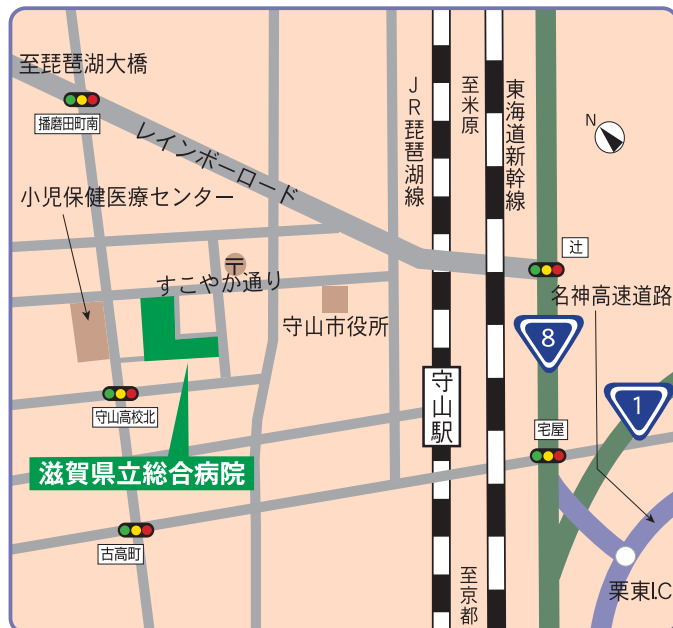 至琵琶湖大橋
播磨田町南
レインボーロード
小児保健医療センター
〒
すこやか通り
守山市役所
守山高校北
滋賀県立総合病院
古高町
JR琵琶湖線
至米原
東海道新幹線
N
辻
名神高速道路
8
1
守山駅
宅屋
至京都
栗東I.C